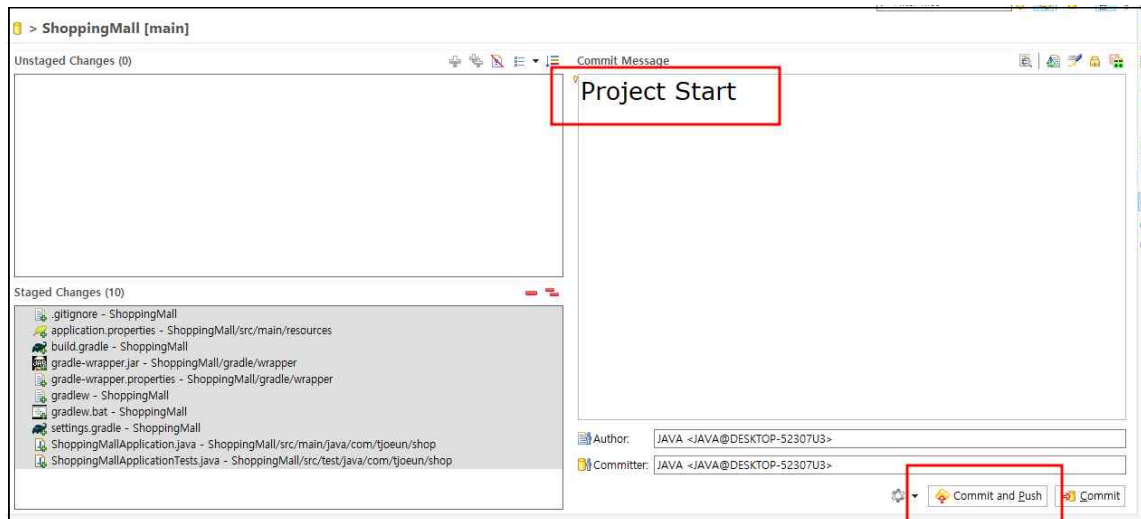 > ShoppingMall [main]
Unstaged Changes (0)
Commit Message
Project Start
Staged Changes (10)
.gitignore - ShoppingMall
application.properties - ShoppingMall/src/main/resources
build.gradle - ShoppingMall
gradle-wrapper.jar - ShoppingMall/gradle/wrapper
gradle-wrapper.properties - ShoppingMall/gradle/wrapper
gradlew - ShoppingMall
gradlew.bat - ShoppingMall
settings.gradle - ShoppingMall
ShoppingMallApplication.java - ShoppingMall/src/main/java/com/tjoeun/shop
ShoppingMallApplicationTests.java - ShoppingMall/src/test/java/com/tjoeun/shop
Author: JAVA <JAVA@DESKTOP-52307U3>
Committer: JAVA <JAVA@DESKTOP-52307U3>
Commit and Push
Commit